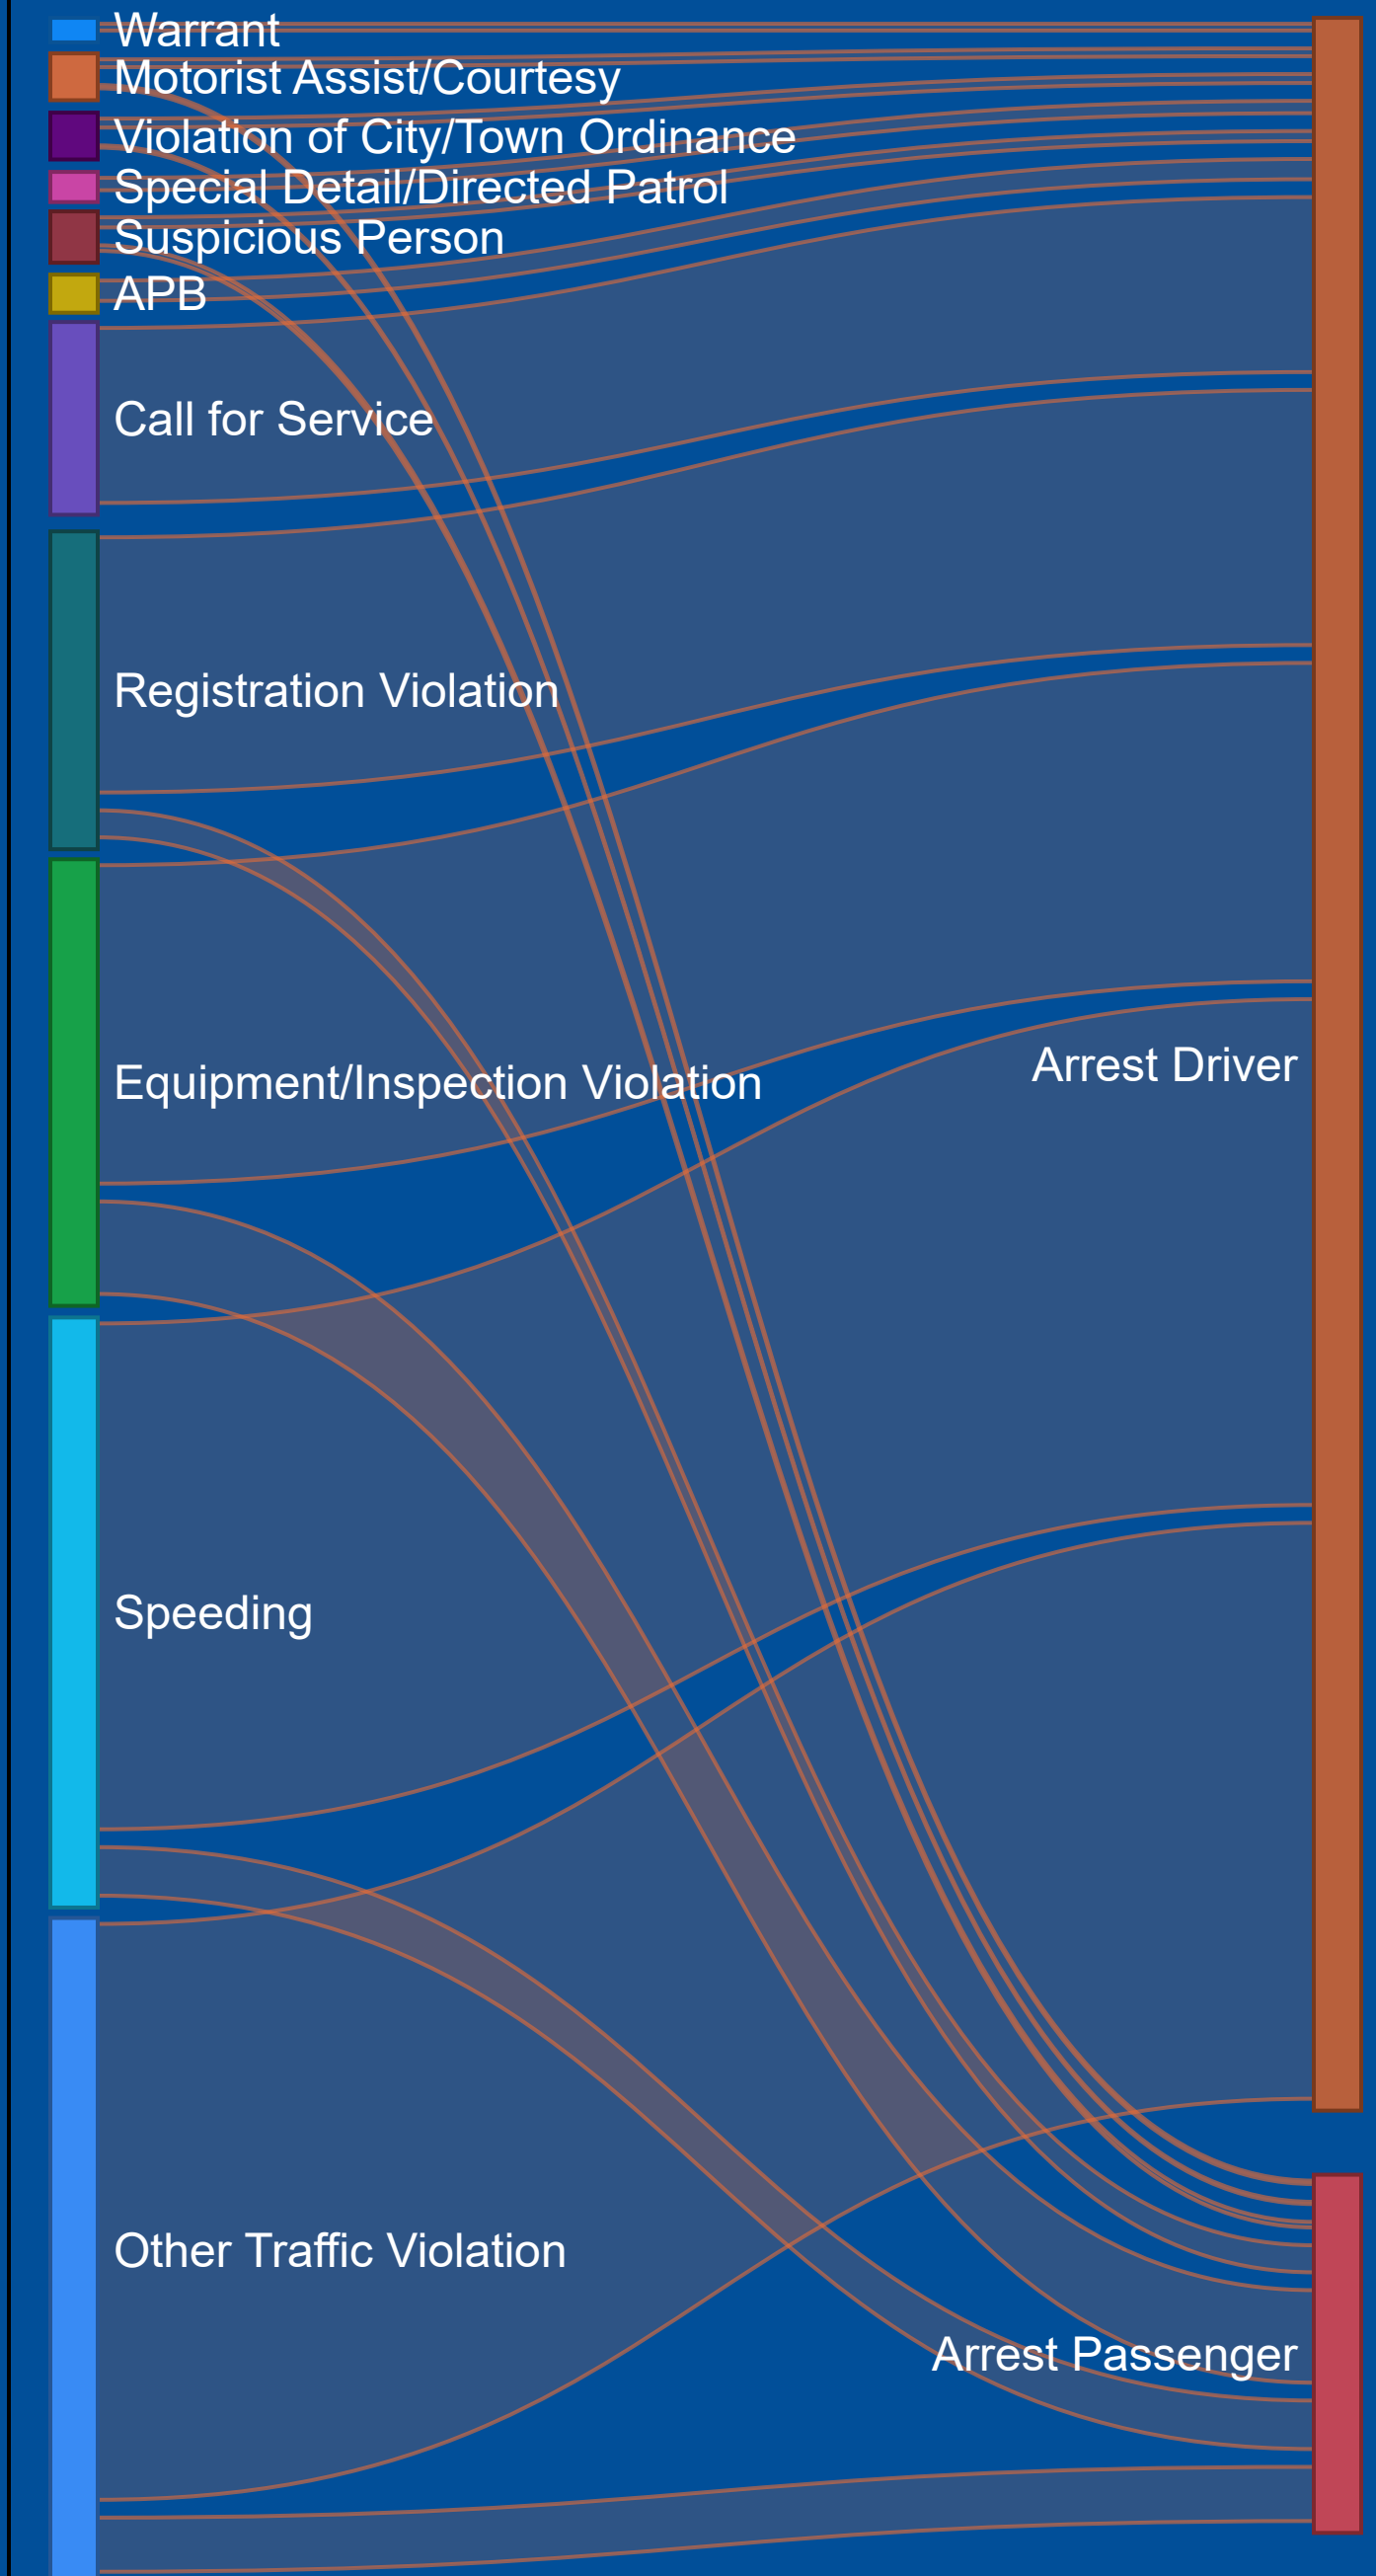 Warrant
Motorist Assist/Courtesy
Violation of City/Town Ordinance
Special Detail/Directed Patrol
Suspicious Person
APB
Call for Service
Registration Violation
Arrest Driver
Equipment/Inspection Violation
Speeding
Other Traffic Violation
Arrest Passenger